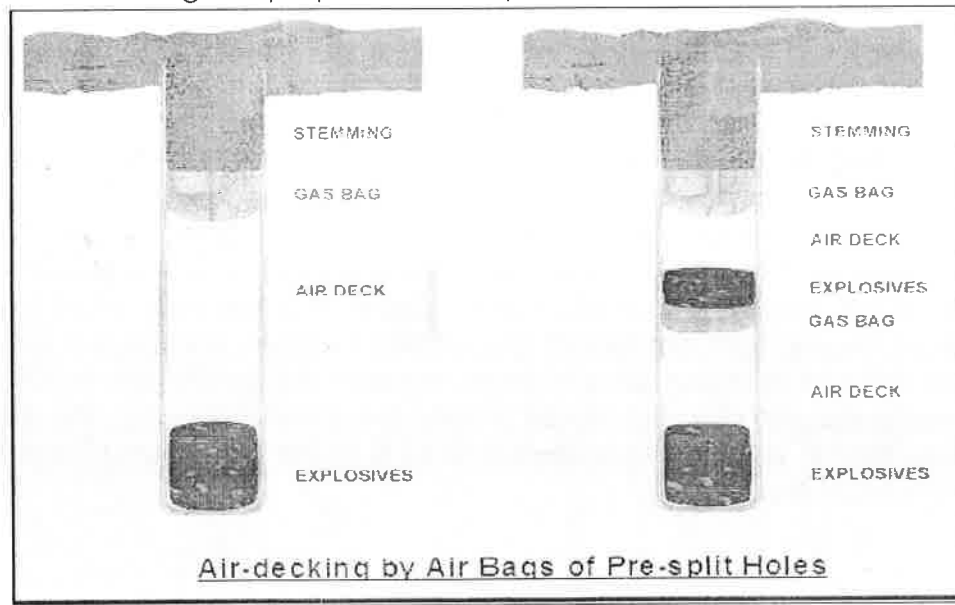 STEMMING
GAS BAG
AIR DECK
EXPLOSIVES
STEMMING
GAS BAG
AIR DECK
EXPLOSIVES
GAS BAG
AIR DECK
EXPLOSIVES
Air-decking by Air Bags of Pre-split Holes